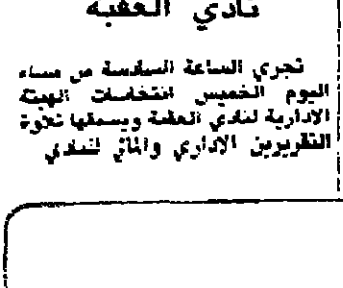 نادي العقبة
تجري الساعة السادسة من مساء
اليوم الخميس انتخابات الهيئة
الادارية لنادي العقبة ويسبقها تلاوة
التقريرين الاداري والمالي للنادي